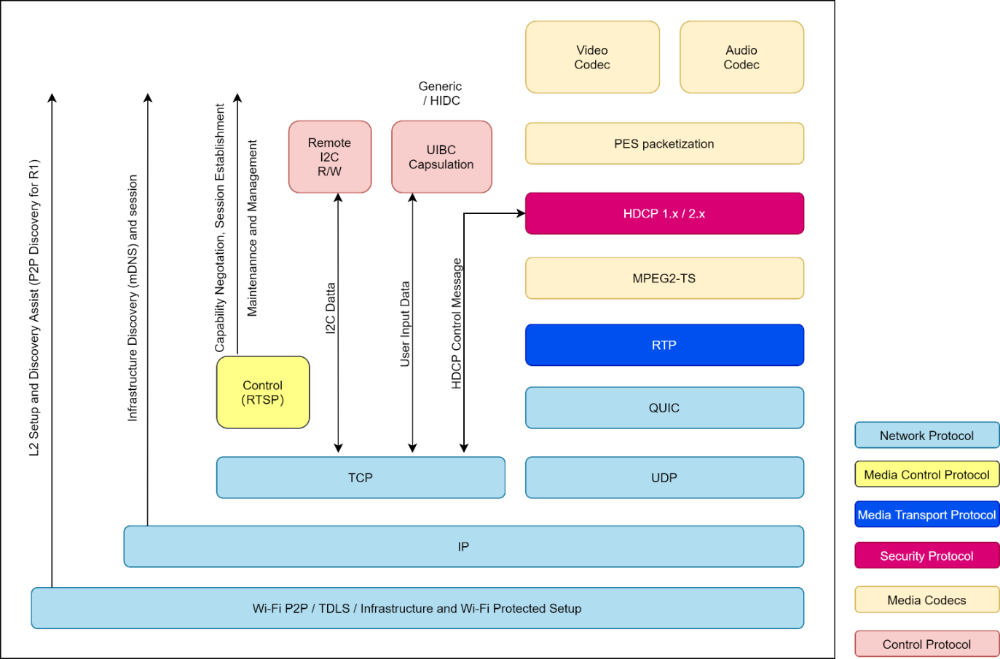 Video
Codec
Audio
Codec
Generic
/ HIDC
L2 Setup and Discovery Assist (P2P Discovery for R1)
Infrastructure Discovery (mDNS) and session
Capability Negotation, Session Establishment
Maintenannce and Management
Remote
I2C
R/W
UIBC
Capsulation
PES packetization
HDCP 1.x / 2.x
I2C Datta
User Input Data
HDCP Control Message
MPEG2-TS
RTP
Control
(RTSP)
QUIC
TCP
UDP
IP
Wi-Fi P2P / TDLS / Infrastructure and Wi-Fi Protected Setup
Network Protocol
Media Control Protocol
Media Transport Protocol
Security Protocol
Media Codecs
Control Protocol